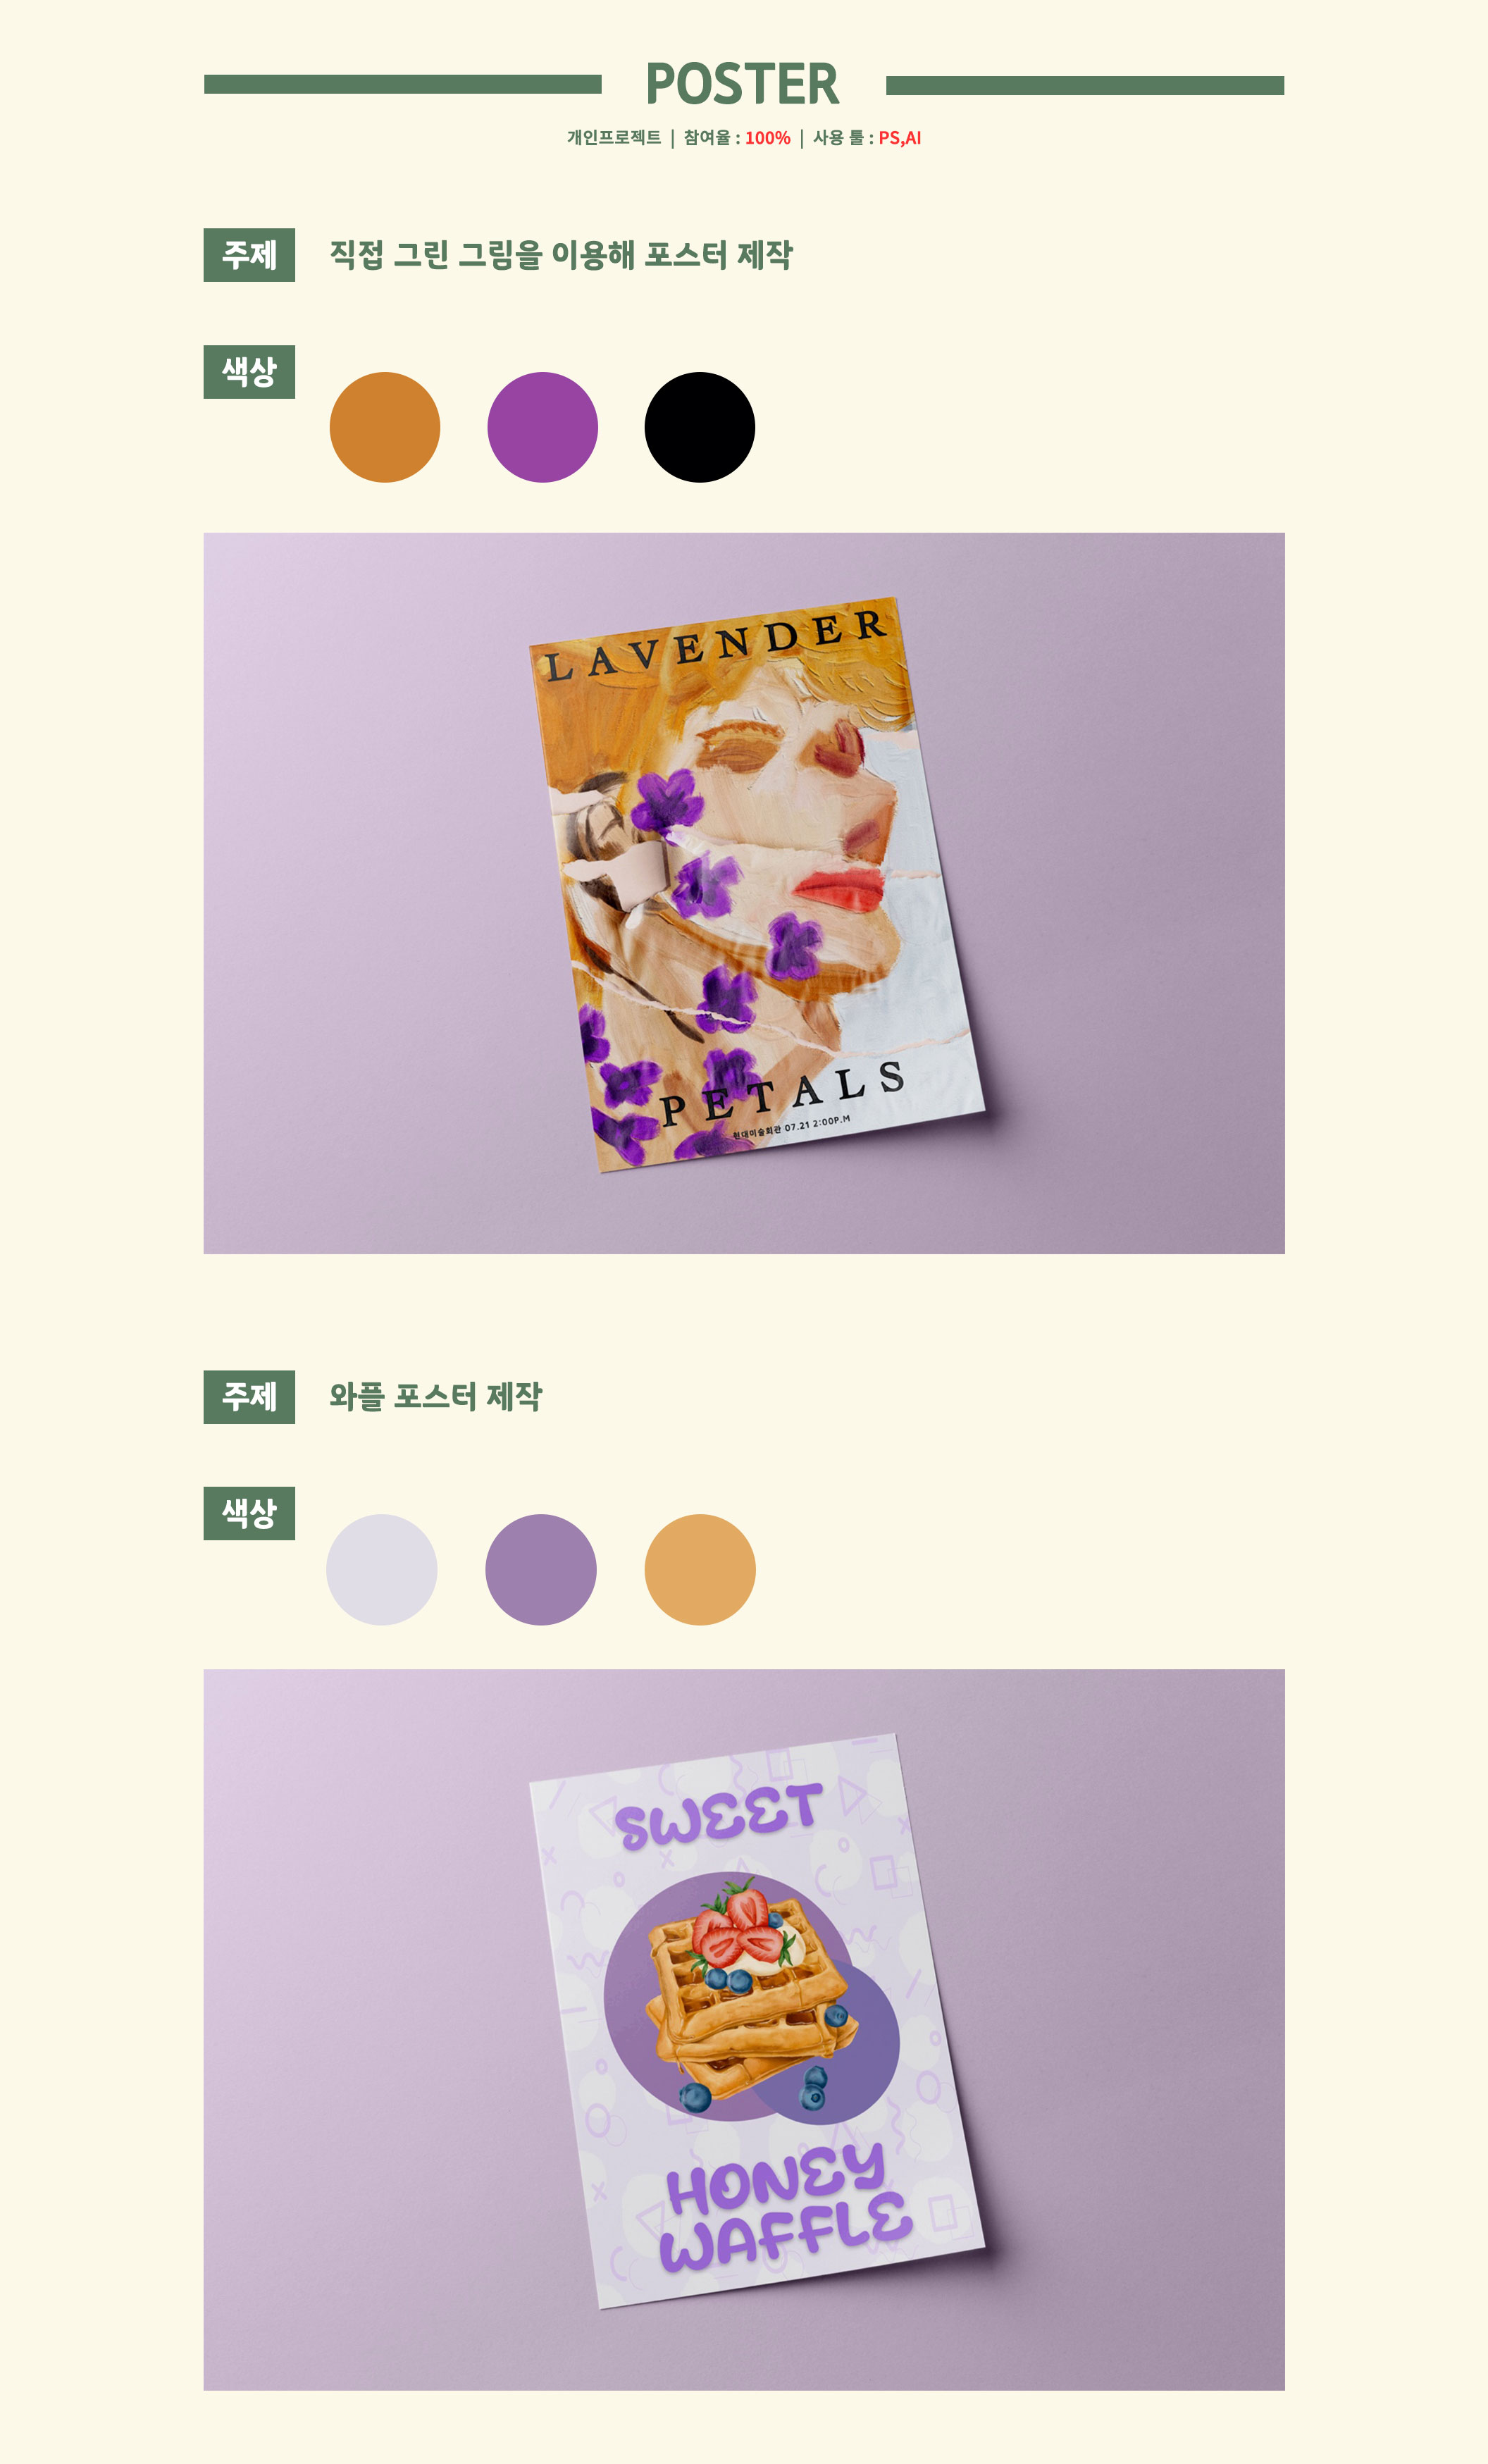 POSTER
개인프로젝트 | 참여율 : 100% | 사용 툴 : PS,AI
주제 직접 그린 그림을 이용해 포스터 제작
색상
LAVENDER
PETALS
현대미술회관 07.21 2:00P.M
주제 와플 포스터 제작
색상
SWEET
HONEY
WAFFLE